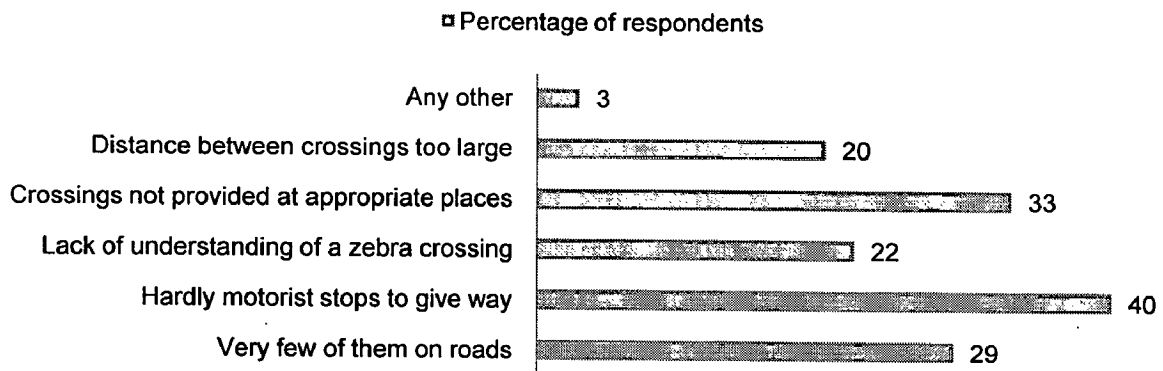 Percentage of respondents
Any other 3
Distance between crossings too large 20
Crossings not provided at appropriate places 33
Lack of understanding of a zebra crossing 22
Hardly motorist stops to give way 40
Very few of them on roads 29